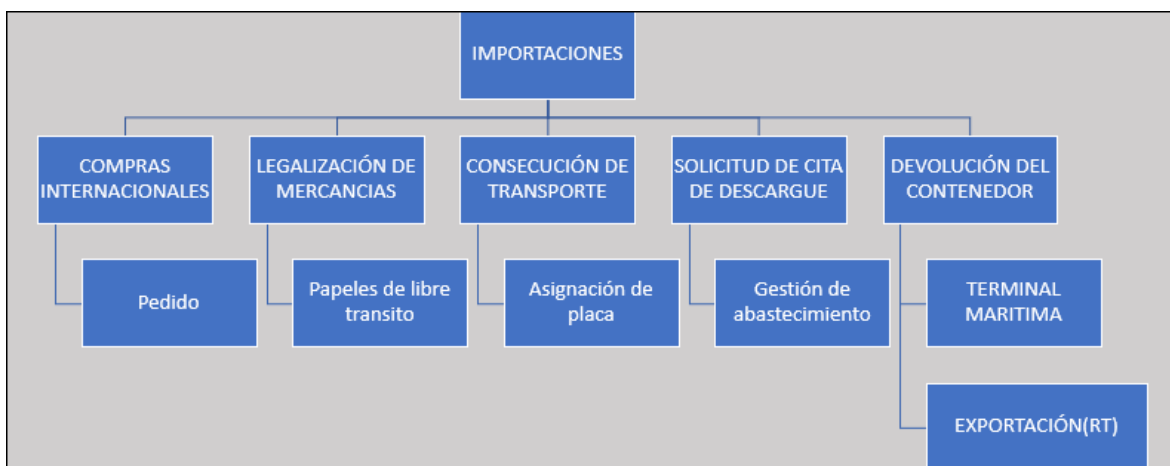 IMPORTACIONES
COMPRAS
INTERNACIONALES
LEGALIZACIÓN DE
MERCANCIAS
CONSECUCIÓN DE
TRANSPORTE
SOLICITUD DE CITA
DE DESCARGUE
DEVOLUCIÓN DEL
CONTENEDOR
Pedido
Papeles de libre
transito
Asignación de
placa
Gestión de
abastecimiento
TERMINAL
MARITIMA
EXPORTACIÓN(RT)